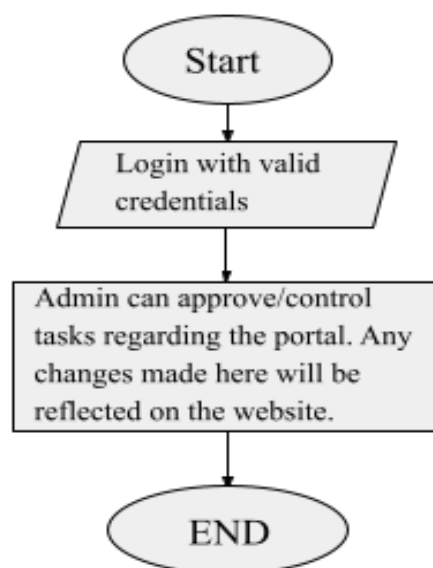 Start
Login with valid
credentials
Admin can approve/control
tasks regarding the portal. Any
changes made here will be
reflected on the website.
END